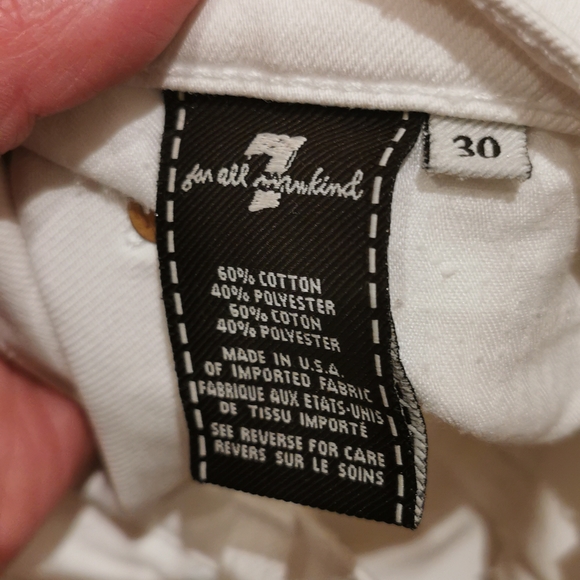 7
for all mankind
30
60% COTTON
40% POLYESTER
60% COTON
40% POLYESTER
MADE IN U.S.A.
OF IMPORTED FABRIC
FABRIQUE AUX ETATS-UNIS
DE TISSU IMPORTÉ
SEE REVERSE FOR CARE
REVERS SUR LE SOINS